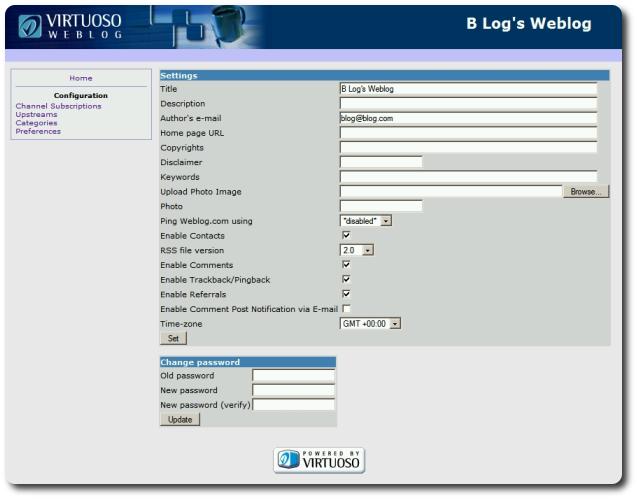 VIRTUOSO
WEBLOG
B Log's Weblog
Home
Configuration
Channel Subscriptions
Upstreams
Categories
Preferences
Settings
Title B Log's Weblog
Description
Author's e-mail blog@blog.com
Home page URL
Copyrights
Disclaimer
Keywords
Upload Photo Image Browse...
Photo
Ping Weblog.com using *disabled*
Enable Contacts
RSS file version 2.0
Enable Comments
Enable Trackback/Pingback
Enable Referrals
Enable Comment Post Notification via E-mail
Time-zone GMT +00:00
Set
Change password
Old password
New password
New password (verify)
Update
POWERED BY
VIRTUOSO